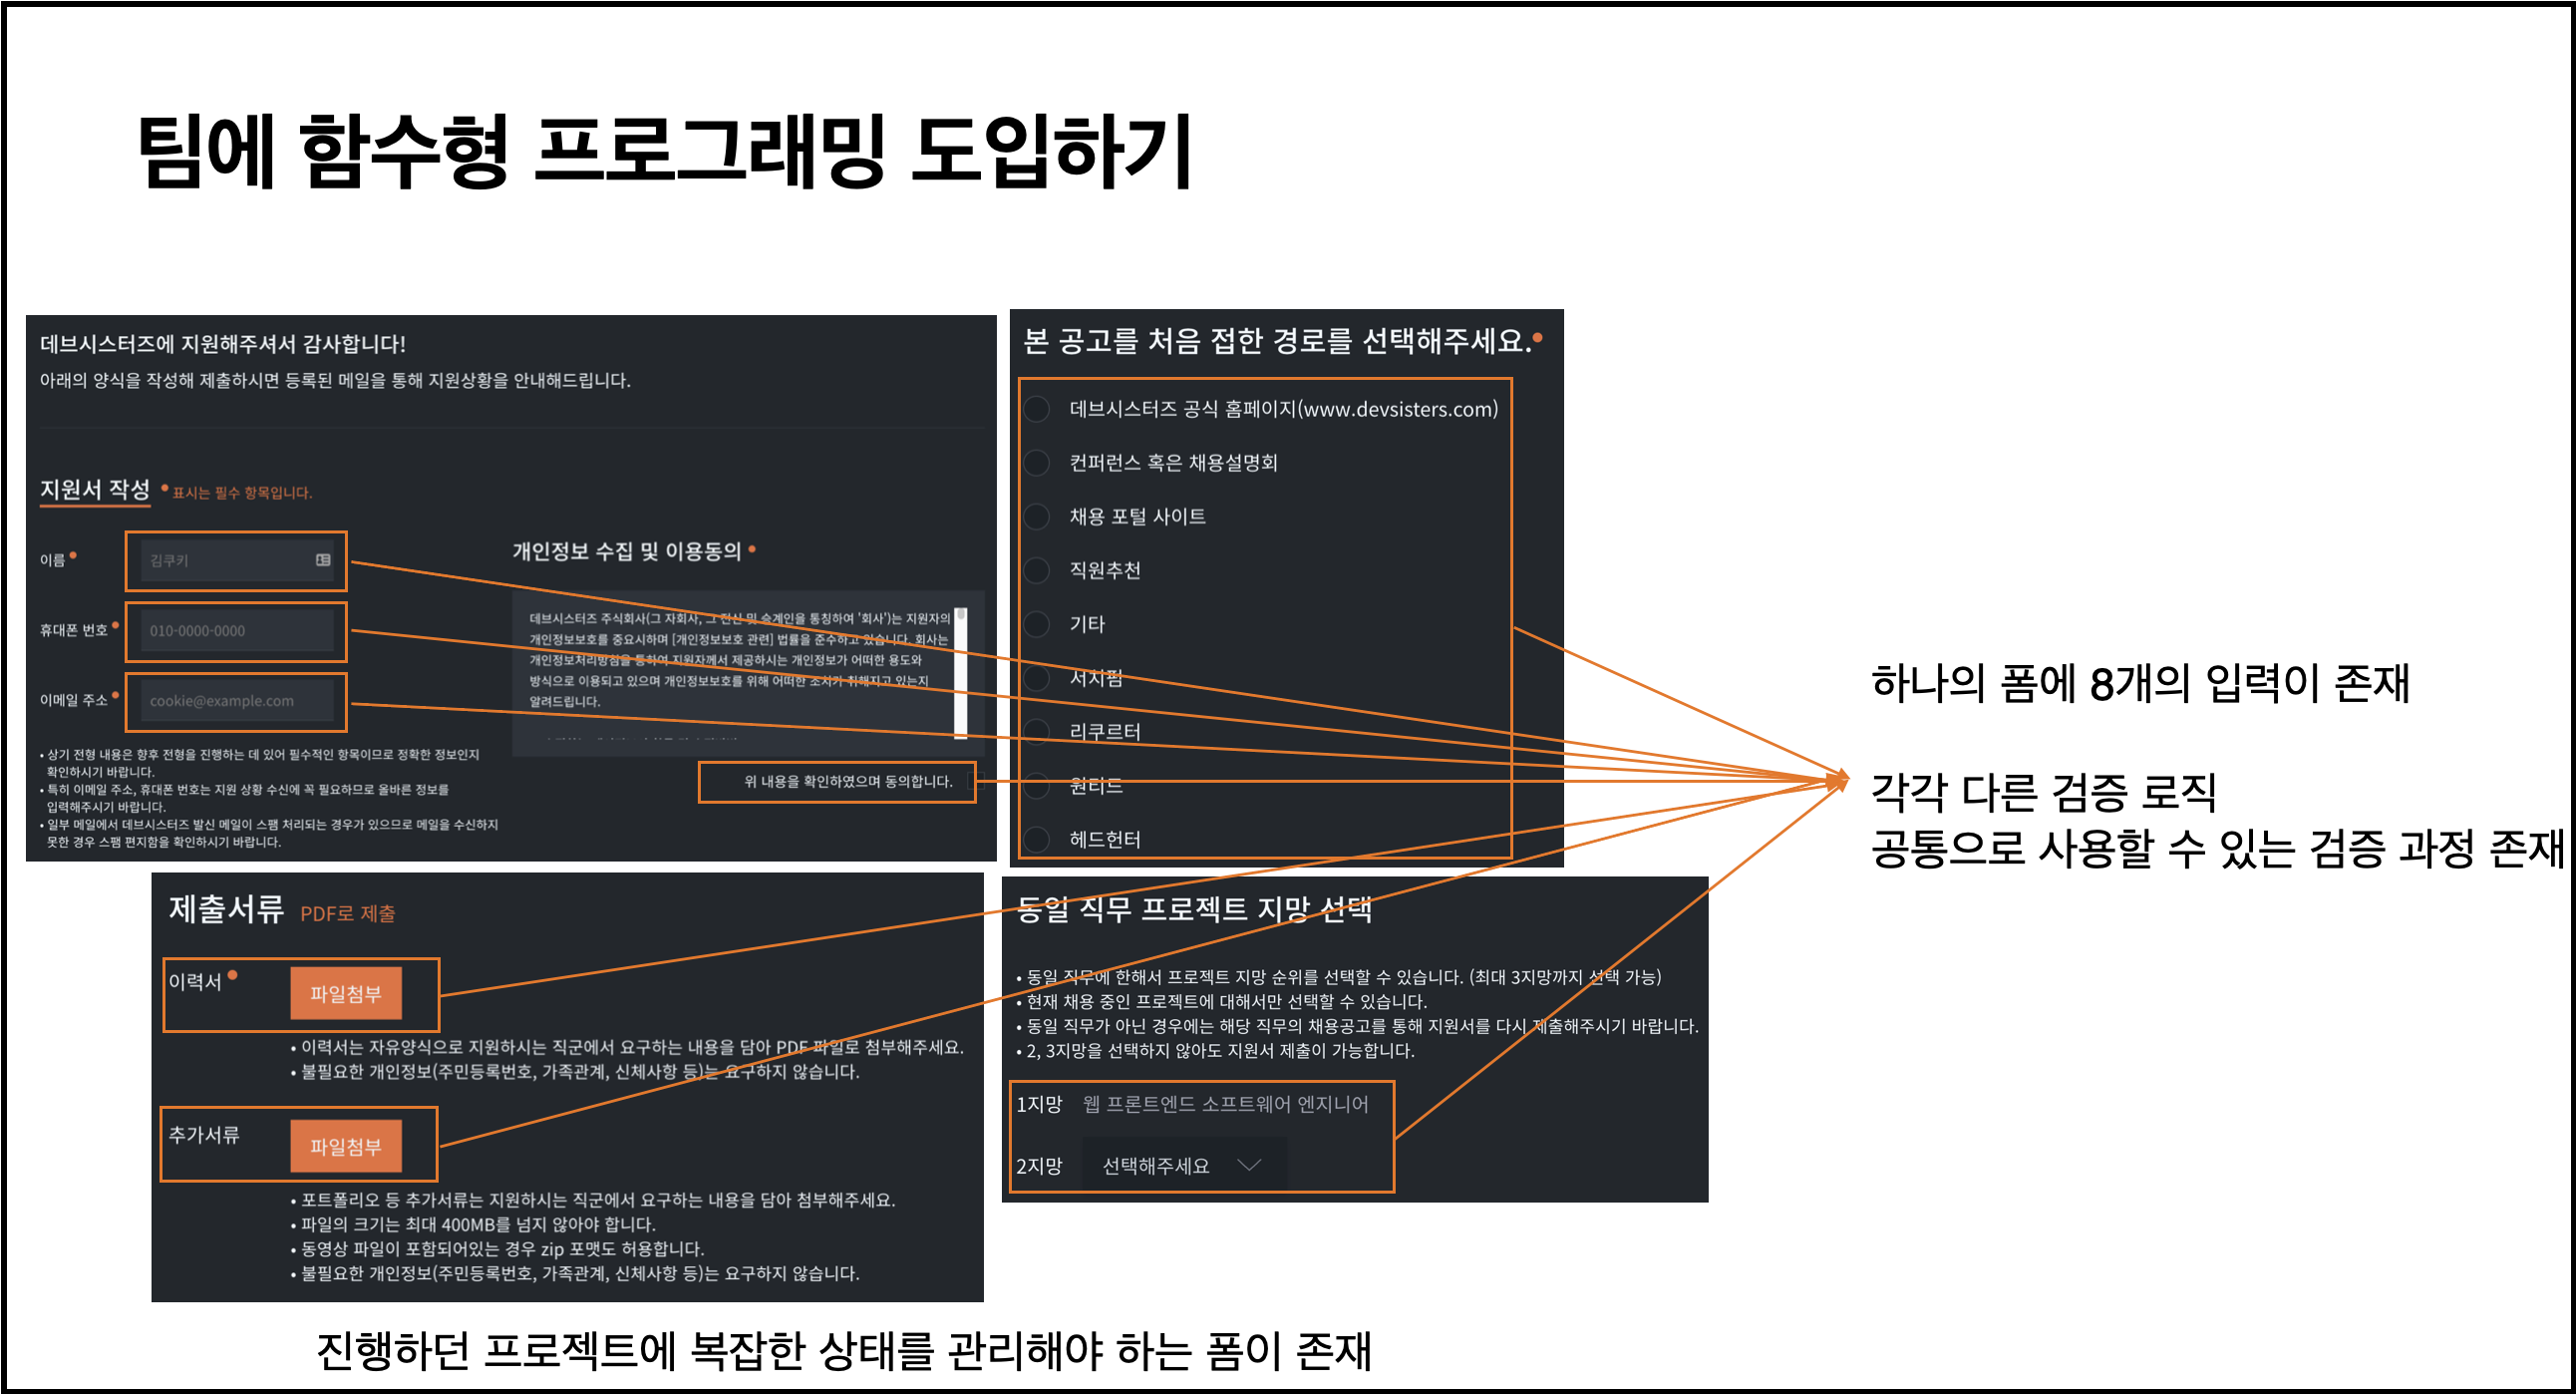 팀에 함수형 프로그래밍 도입하기
데브시스터즈에 지원해주셔서 감사합니다!
아래의 양식을 작성해 제출하시면 등록된 메일을 통해 지원상황을 안내해드립니다.
지원서 작성 • 표시는 필수 항목입니다.
이름 •
김쿠키
휴대폰 번호 •
010-0000-0000
이메일 주소 •
cookie@example.com
• 상기 전형 내용은 향후 전형을 진행하는 데 있어 필수적인 항목이므로 정확한 정보인지
확인하시기 바랍니다.
• 특히 이메일 주소, 휴대폰 번호는 지원 상황 수신에 꼭 필요하므로 올바른 정보를
입력해주시기 바랍니다.
• 일부 메일에서 데브시스터즈 발신 메일이 스팸 처리되는 경우가 있으므로 메일을 수신하지
못한 경우 스팸 편지함을 확인하시기 바랍니다.
개인정보 수집 및 이용동의 •
데브시스터즈 주식회사(그 자회사, 그 전신 및 승계인을 통칭하여 '회사')는 지원자의
개인정보보호를 중요시하며 [개인정보보호 관련] 법률을 준수하고 있습니다. 회사는
개인정보처리방침을 통하여 지원자께서 제공하시는 개인정보가 어떠한 용도와
방식으로 이용되고 있으며 개인정보보호를 위해 어떠한 조치가 취해지고 있는지
알려드립니다.
위 내용을 확인하였으며 동의합니다.
본 공고를 처음 접한 경로를 선택해주세요.•
데브시스터즈 공식 홈페이지(www.devsisters.com)
컨퍼런스 혹은 채용설명회
채용 포털 사이트
직원추천
기타
서치펌
리쿠르터
원티드
헤드헌터
제출서류 PDF로 제출
이력서 •
파일첨부
• 이력서는 자유양식으로 지원하시는 직군에서 요구하는 내용을 담아 PDF 파일로 첨부해주세요.
• 불필요한 개인정보(주민등록번호, 가족관계, 신체사항 등)는 요구하지 않습니다.
추가서류
파일첨부
• 포트폴리오 등 추가서류는 지원하시는 직군에서 요구하는 내용을 담아 첨부해주세요.
• 파일의 크기는 최대 400MB를 넘지 않아야 합니다.
• 동영상 파일이 포함되어있는 경우 zip 포맷도 허용합니다.
• 불필요한 개인정보(주민등록번호, 가족관계, 신체사항 등)는 요구하지 않습니다.
동일 직무 프로젝트 지망 선택
• 동일 직무에 한해서 프로젝트 지망 순위를 선택할 수 있습니다. (최대 3지망까지 선택 가능)
• 현재 채용 중인 프로젝트에 대해서만 선택할 수 있습니다.
• 동일 직무가 아닌 경우에는 해당 직무의 채용공고를 통해 지원서를 다시 제출해주시기 바랍니다.
• 2, 3지망을 선택하지 않아도 지원서 제출이 가능합니다.
1지망 웹 프론트엔드 소프트웨어 엔지니어
2지망 선택해주세요
하나의 폼에 8개의 입력이 존재
각각 다른 검증 로직
공통으로 사용할 수 있는 검증 과정 존재
진행하던 프로젝트에 복잡한 상태를 관리해야 하는 폼이 존재